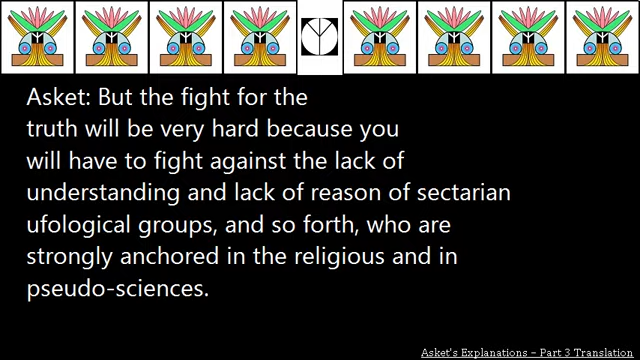 Asket: But the fight for the
truth will be very hard because you
will have to fight against the lack of
understanding and lack of reason of sectarian
ufological groups, and so forth, who are
strongly anchored in the religious and in
pseudo-sciences.
Asket's Explanations – Part 3 Translation